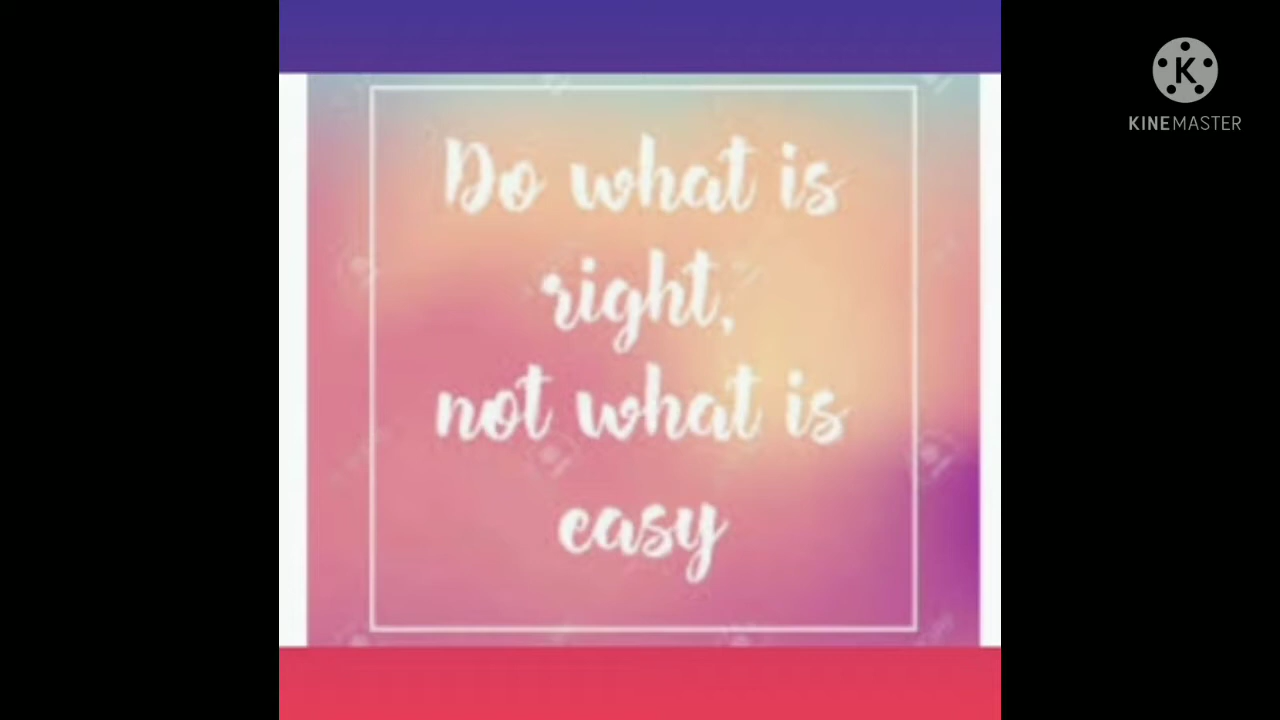 Do what is
right,
not what is
easy
K
KINEMASTER